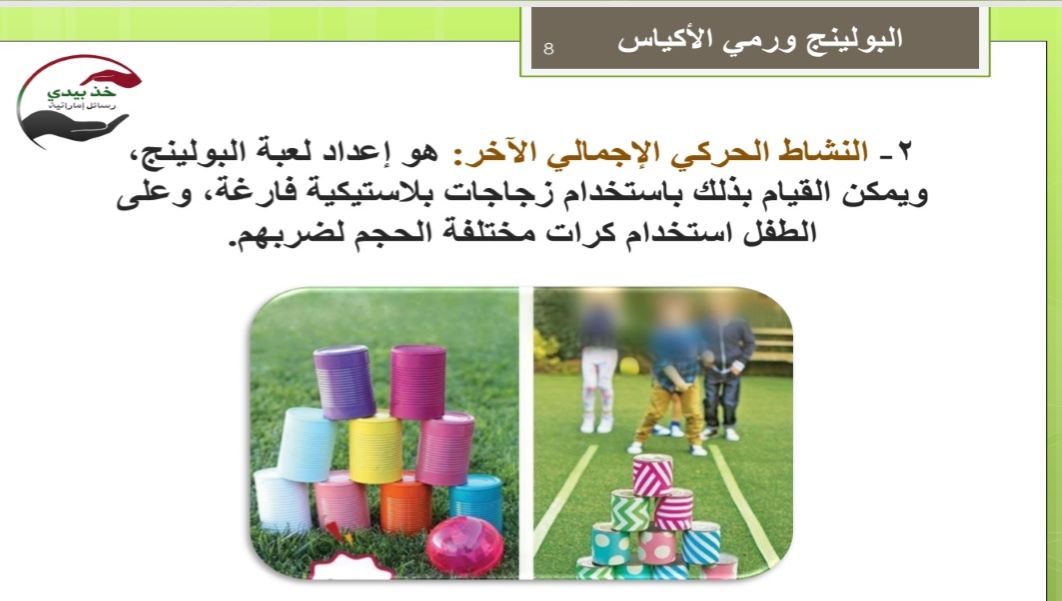 البولينج ورمي الأكياس
8
خذ بيدي
رسائل إماراتية
٢- النشاط الحركي الإجمالي الآخر: هو إعداد لعبة البولينج،
ويمكن القيام بذلك باستخدام زجاجات بلاستيكية فارغة، وعلى
الطفل استخدام كرات مختلفة الحجم لضربهم.